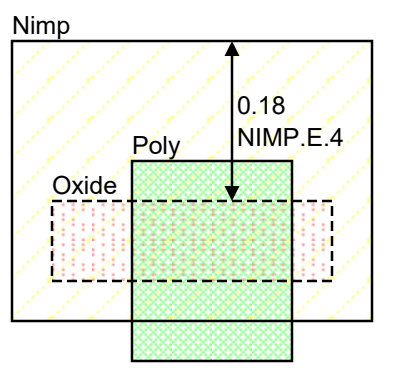 Nimp
0.18
NIMP.E.4
Poly
Oxide